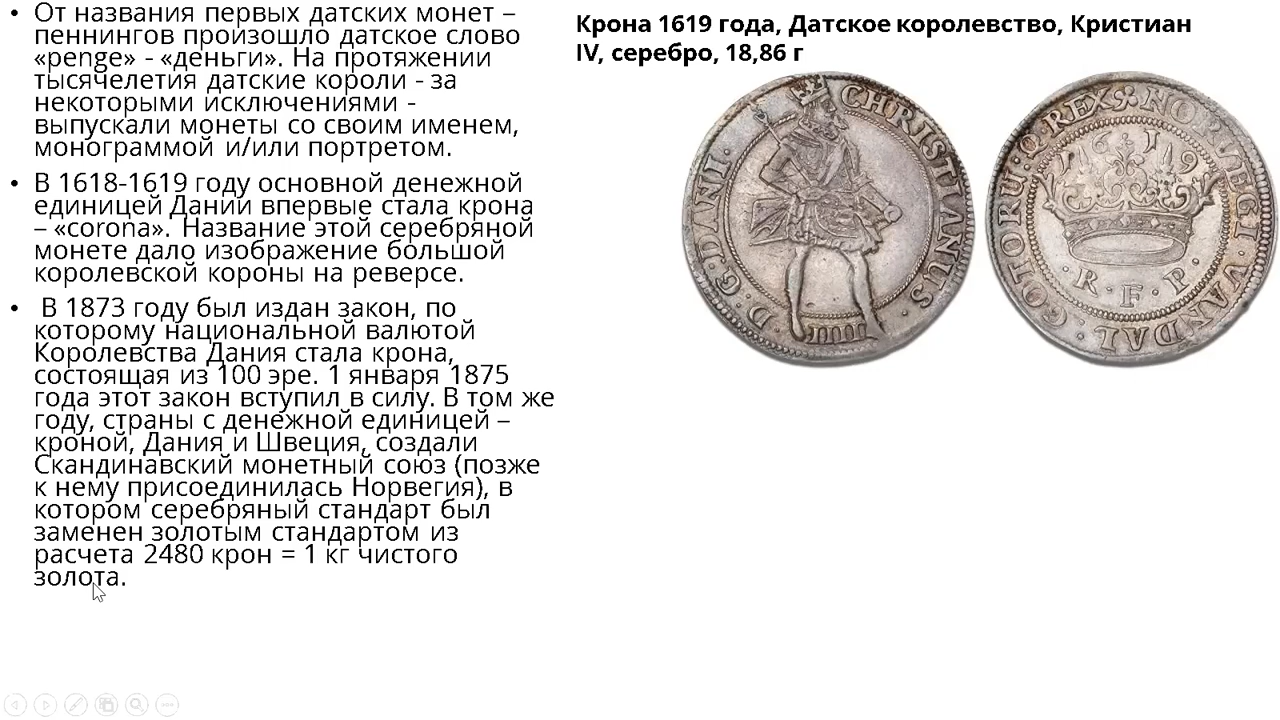 • От названия первых датских монет –
пеннингов произошло датское слово
«penge» - «деньги». На протяжении
тысячелетия датские короли - за
некоторыми исключениями -
выпускали монеты со своим именем,
монограммой и/или портретом.
• В 1618-1619 году основной денежной
единицей Дании впервые стала крона
– «corona». Название этой серебряной
монете дало изображение большой
королевской короны на реверсе.
• В 1873 году был издан закон, по
которому национальной валютой
Королевства Дания стала крона,
состоящая из 100 эре. 1 января 1875
года этот закон вступил в силу. В том же
году, страны с денежной единицей –
кроной, Дания и Швеция, создали
Скандинавский монетный союз (позже
к нему присоединилась Норвегия), в
котором серебряный стандарт был
заменен золотым стандартом из
расчета 2480 крон = 1 кг чистого
золота.
Крона 1619 года, Датское королевство, Кристиан
IV, серебро, 18,86 г
CHRISTIANUS
IIIII
D · G · DANI ·
NORVEGI · VANDAL · GOTORU · Q · REX S
1619
· R · F · P ·